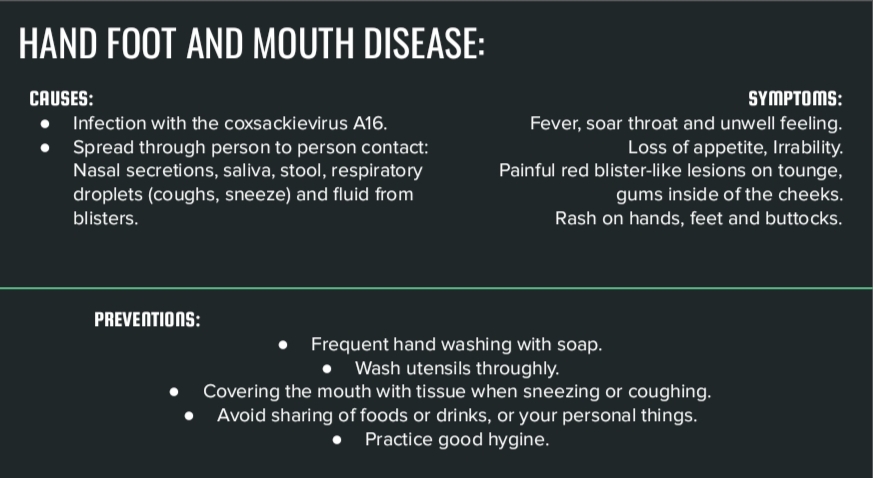 HAND FOOT AND MOUTH DISEASE:
CAUSES:
● Infection with the coxsackievirus A16.
● Spread through person to person contact:
Nasal secretions, saliva, stool, respiratory
droplets (coughs, sneeze) and fluid from
blisters.
SYMPTOMS:
Fever, soar throat and unwell feeling.
Loss of appetite, Irrability.
Painful red blister-like lesions on tounge,
gums inside of the cheeks.
Rash on hands, feet and buttocks.
PREVENTIONS:
● Frequent hand washing with soap.
● Wash utensils throughly.
● Covering the mouth with tissue when sneezing or coughing.
● Avoid sharing of foods or drinks, or your personal things.
● Practice good hygine.